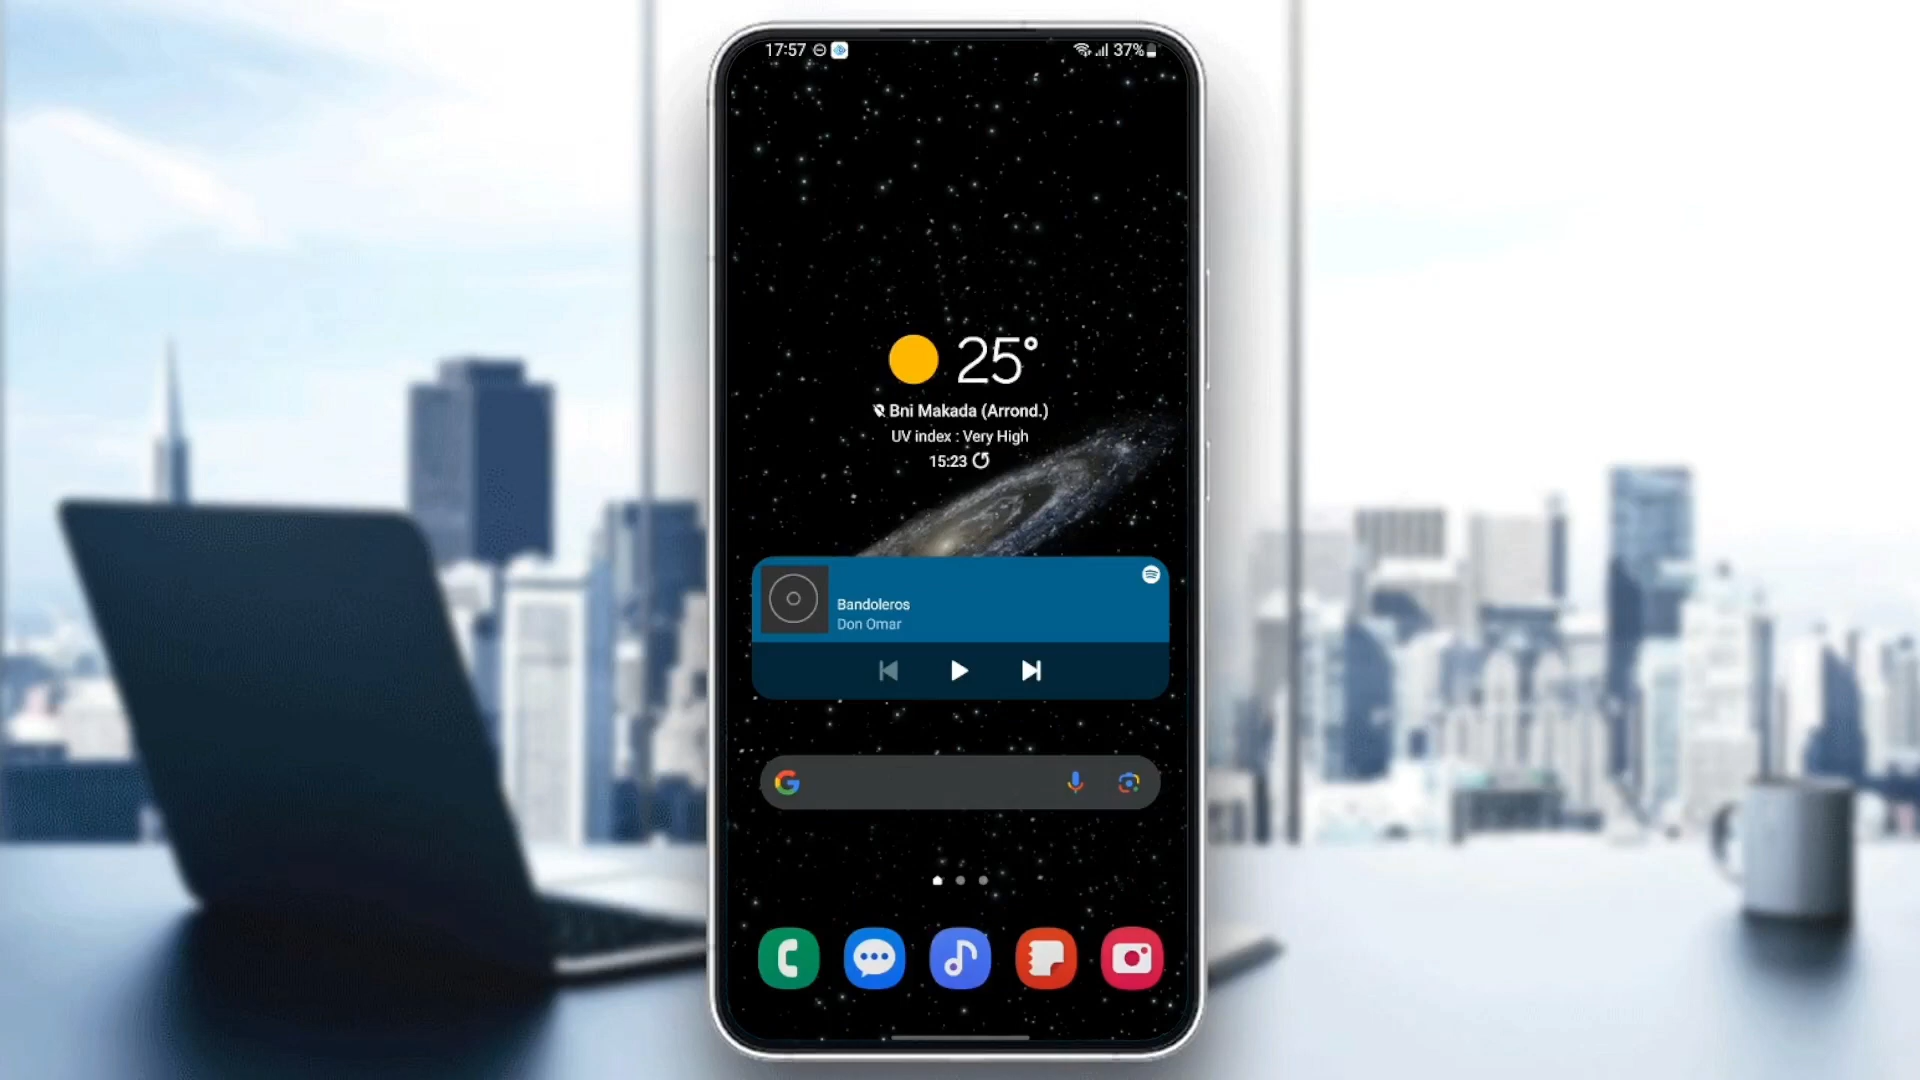 17:57
37%
25°
Bni Makada (Arrond.)
UV index : Very High
15:23
Bandoleros
Don Omar
G